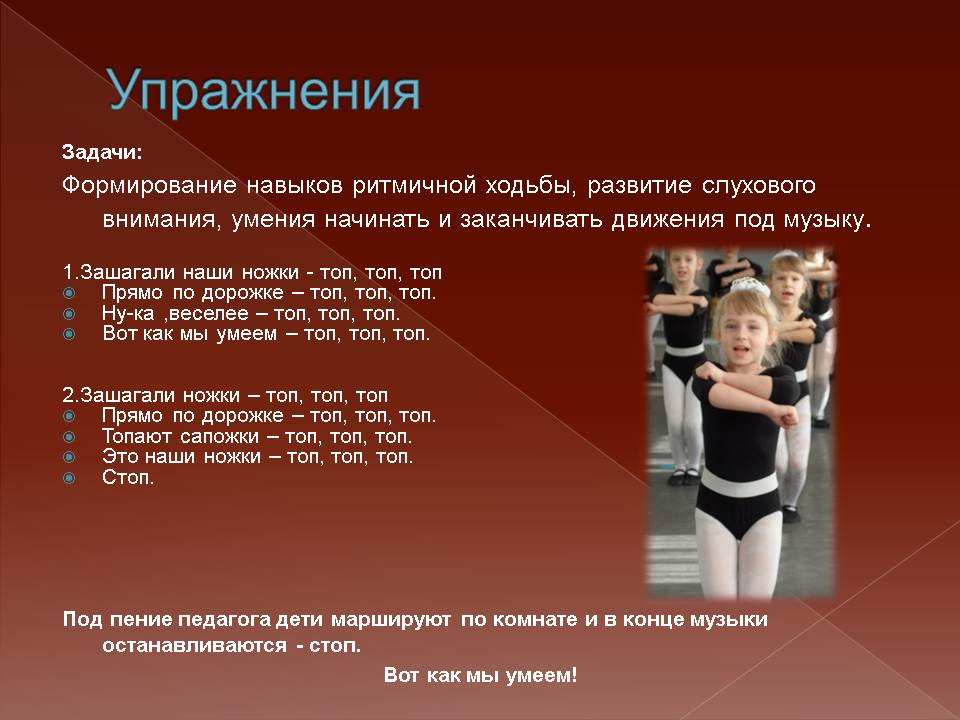 Упражнения
Задачи:
Формирование навыков ритмичной ходьбы, развитие слухового
внимания, умения начинать и заканчивать движения под музыку.
1.Зашагали наши ножки - топ, топ, топ
Прямо по дорожке – топ, топ, топ.
Ну-ка ,веселее – топ, топ, топ.
Вот как мы умеем – топ, топ, топ.
2.Зашагали ножки – топ, топ, топ
Прямо по дорожке – топ, топ, топ.
Топают сапожки – топ, топ, топ.
Это наши ножки – топ, топ, топ.
Стоп.
Под пение педагога дети маршируют по комнате и в конце музыки
останавливаются - стоп.
Вот как мы умеем!